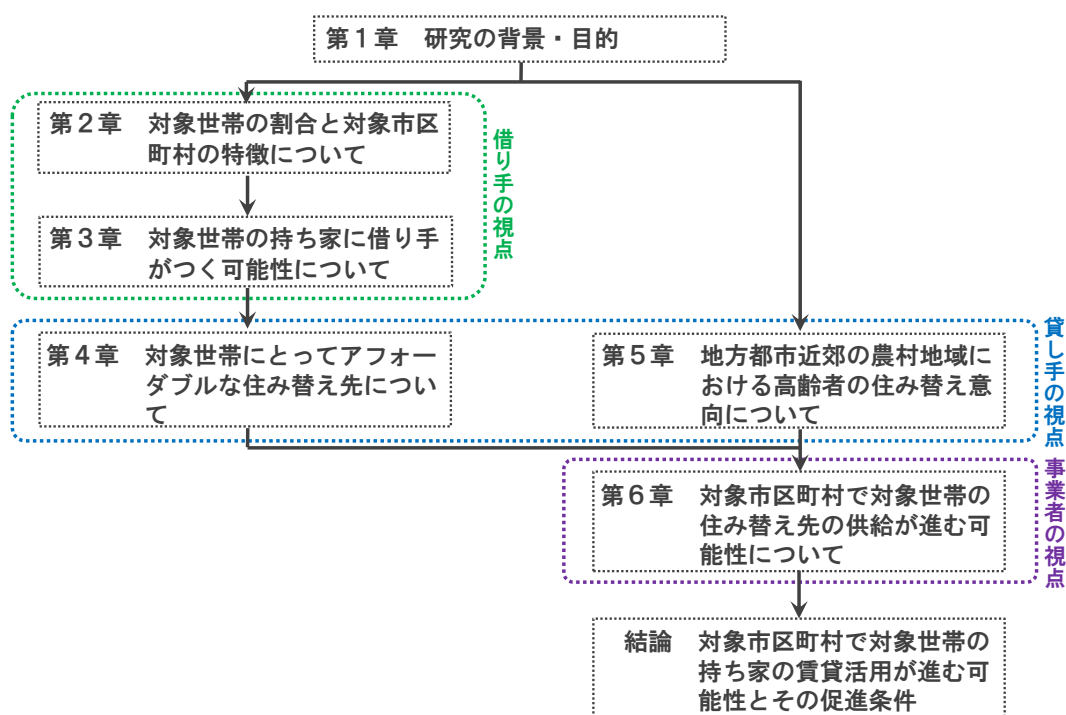 第１章　研究の背景・目的
第２章　対象世帯の割合と対象市区
町村の特徴について
第３章　対象世帯の持ち家に借り手
がつく可能性について
借り手の視点
第４章　対象世帯にとってアフォー
ダブルな住み替え先につい
て
第５章　地方都市近郊の農村地域に
おける高齢者の住み替え意
向について
貸し手の視点
第６章　対象市区町村で対象世帯の
住み替え先の供給が進む可
能性について
事業者の視点
結論　対象市区町村で対象世帯の
持ち家の賃貸活用が進む可
能性とその促進条件